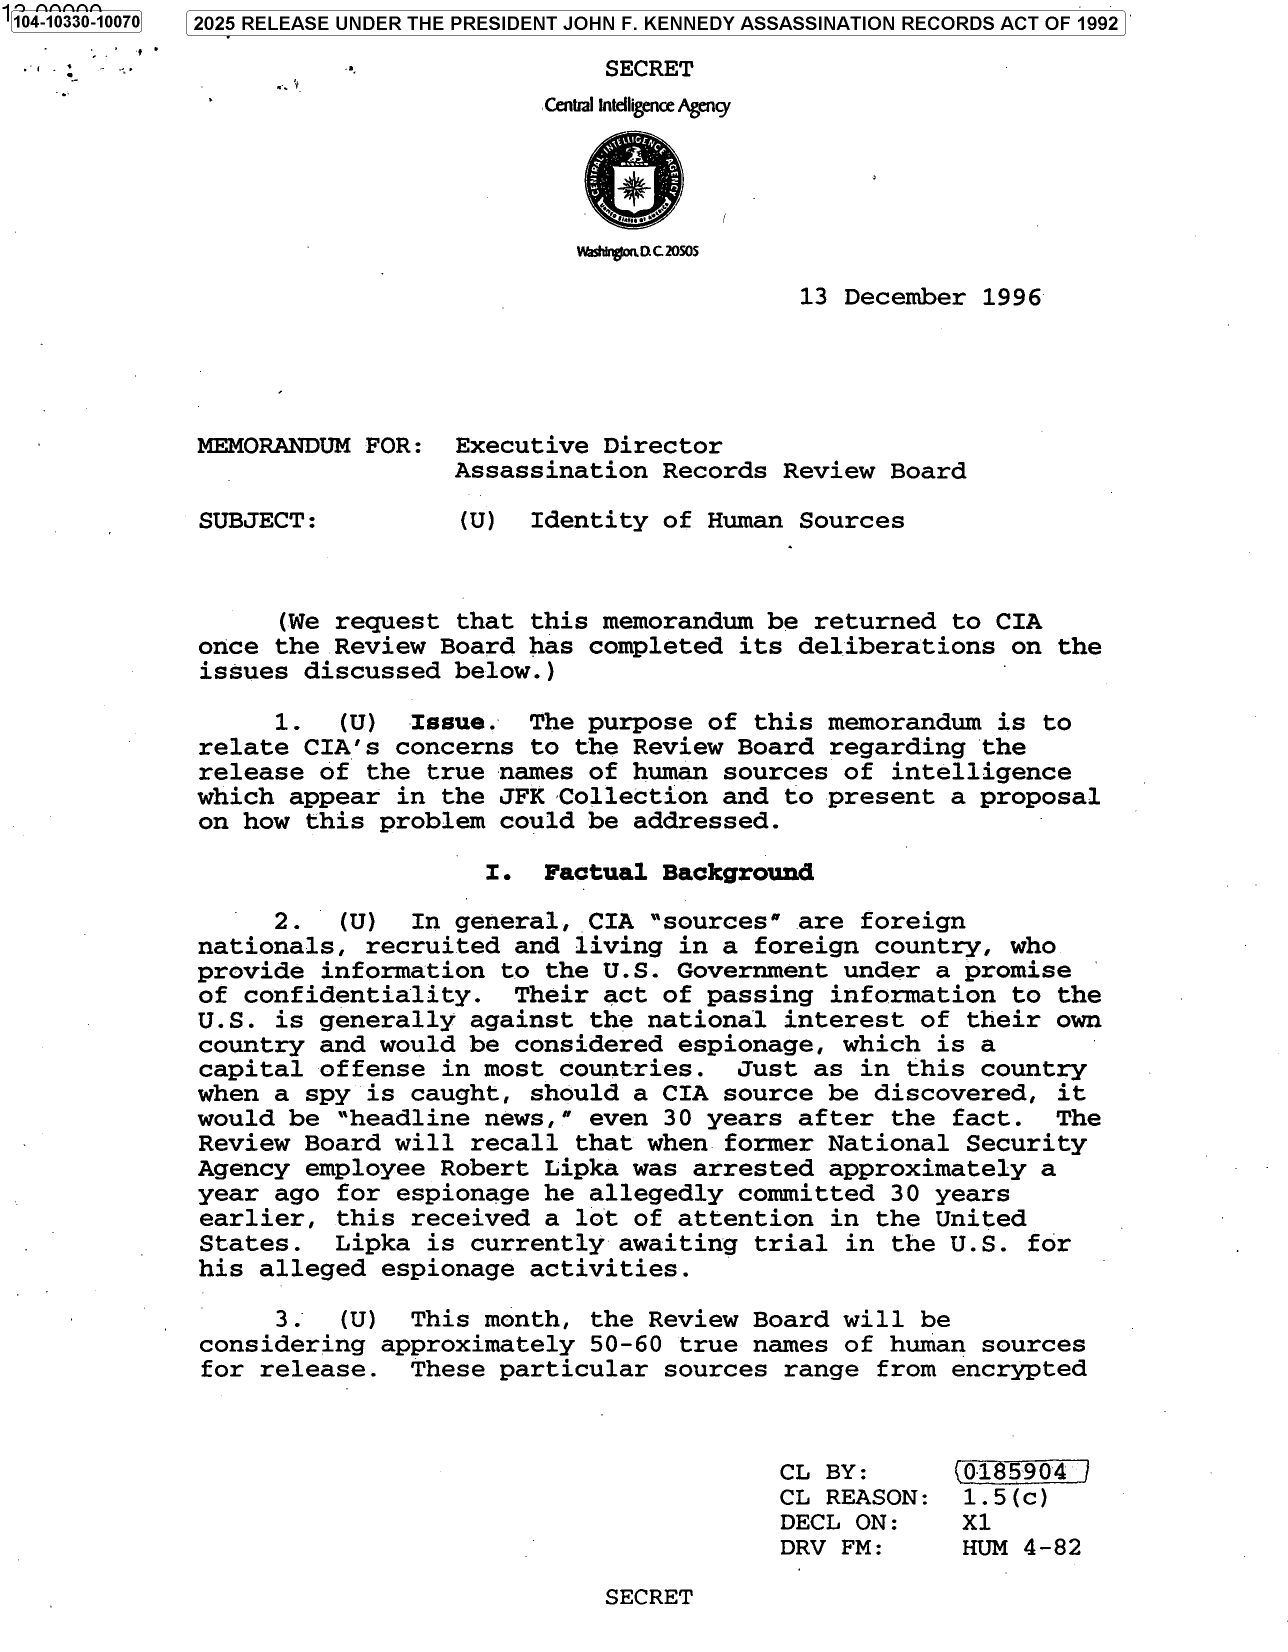 104-10330-10070
2025 RELEASE UNDER THE PRESIDENT JOHN F. KENNEDY ASSASSINATION RECORDS ACT OF 1992
SECRET
Central Intelligence Agency
CENTRAL INTELLIGENCE AGENCY
Washington, D.C. 20505
13 December 1996
MEMORANDUM FOR: Executive Director
Assassination Records Review Board
SUBJECT: (U) Identity of Human Sources
(We request that this memorandum be returned to CIA
once the Review Board has completed its deliberations on the
issues discussed below.)
1. (U) Issue. The purpose of this memorandum is to
relate CIA's concerns to the Review Board regarding the
release of the true names of human sources of intelligence
which appear in the JFK Collection and to present a proposal
on how this problem could be addressed.
I. Factual Background
2. (U) In general, CIA "sources" are foreign
nationals, recruited and living in a foreign country, who
provide information to the U.S. Government under a promise
of confidentiality. Their act of passing information to the
U.S. is generally against the national interest of their own
country and would be considered espionage, which is a
capital offense in most countries. Just as in this country
when a spy is caught, should a CIA source be discovered, it
would be "headline news," even 30 years after the fact. The
Review Board will recall that when former National Security
Agency employee Robert Lipka was arrested approximately a
year ago for espionage he allegedly committed 30 years
earlier, this received a lot of attention in the United
States. Lipka is currently awaiting trial in the U.S. for
his alleged espionage activities.
3. (U) This month, the Review Board will be
considering approximately 50-60 true names of human sources
for release. These particular sources range from encrypted
CL BY: 0185904
CL REASON: 1.5(c)
DECL ON: X1
DRV FM: HUM 4-82
SECRET